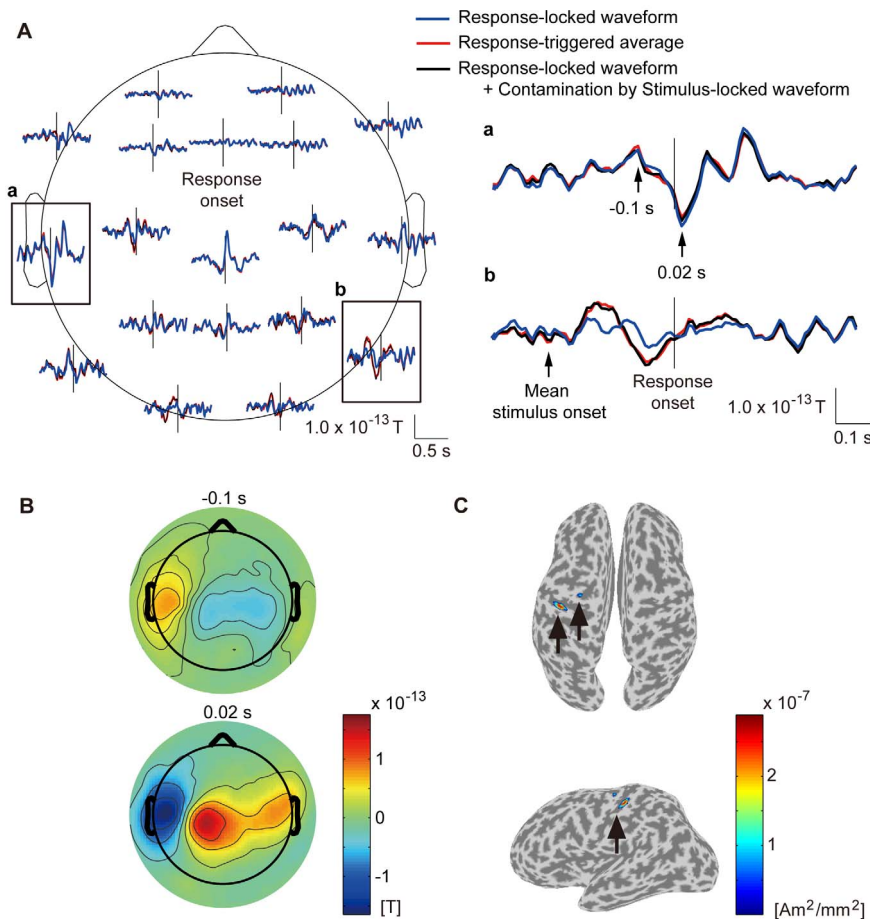 A
Response-locked waveform
Response-triggered average
Response-locked waveform
+ Contamination by Stimulus-locked waveform
Response
onset
a
b
1.0 x 10⁻¹³ T
0.5 s
a
-0.1 s
0.02 s
b
Mean
stimulus onset
Response
onset
1.0 x 10⁻¹³ T
0.1 s
B
-0.1 s
0.02 s
x 10⁻¹³
1
0
-1
[T]
C
x 10⁻⁷
2
1
[Am²/mm²]